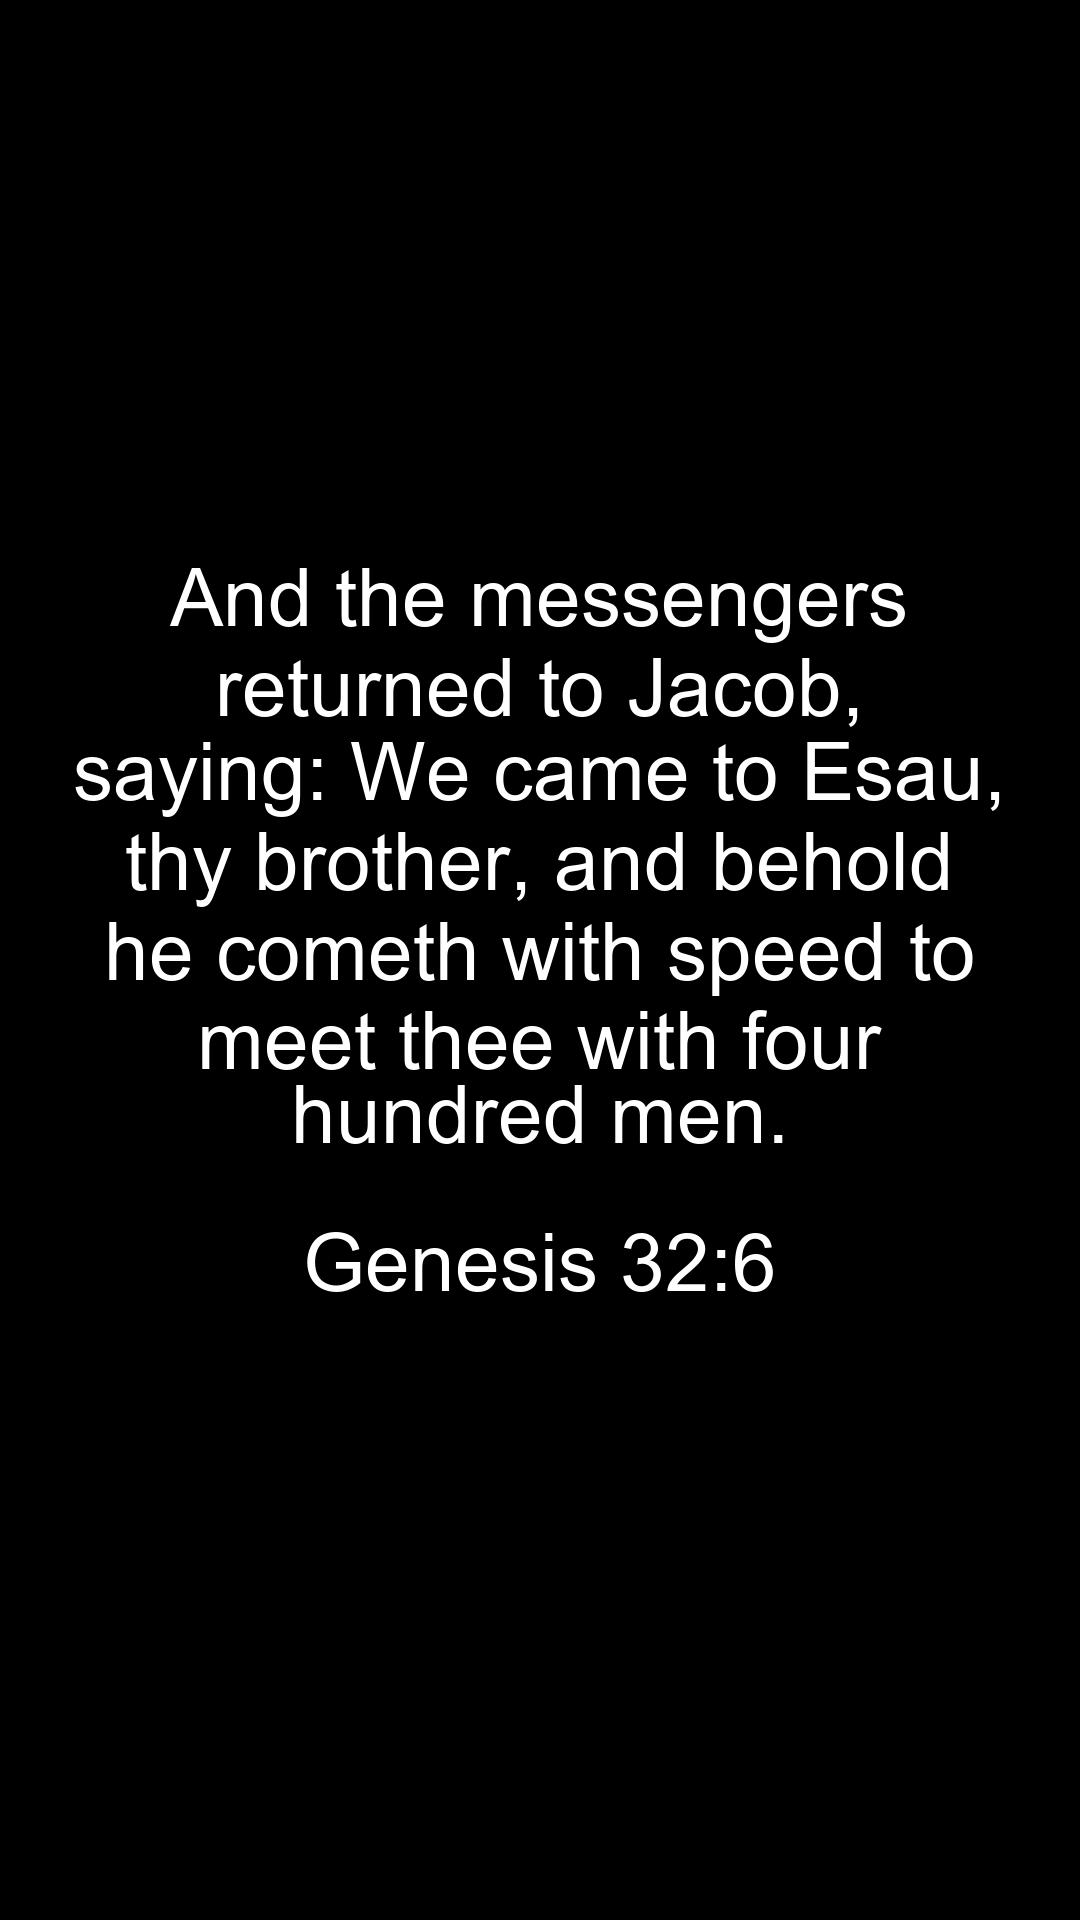 And the messengers
returned to Jacob,
saying: We came to Esau,
thy brother, and behold
he cometh with speed to
meet thee with four
hundred men.
Genesis 32:6